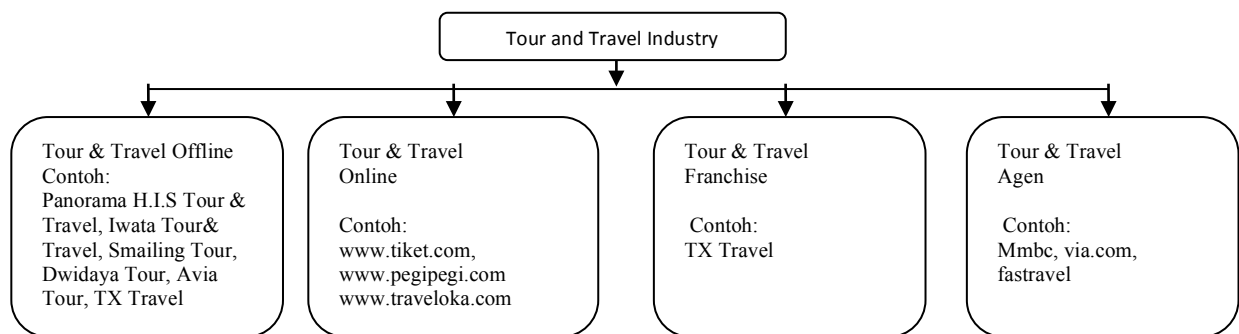 Tour and Travel Industry
Tour & Travel Offline
Contoh:
Panorama H.I.S Tour &
Travel, Iwata Tour&
Travel, Smailing Tour,
Dwidaya Tour, Avia
Tour, TX Travel
Tour & Travel
Online
Contoh:
www.tiket.com,
www.pegipegi.com
www.traveloka.com
Tour & Travel
Franchise
Contoh:
TX Travel
Tour & Travel
Agen
Contoh:
Mmbc, via.com,
fastravel